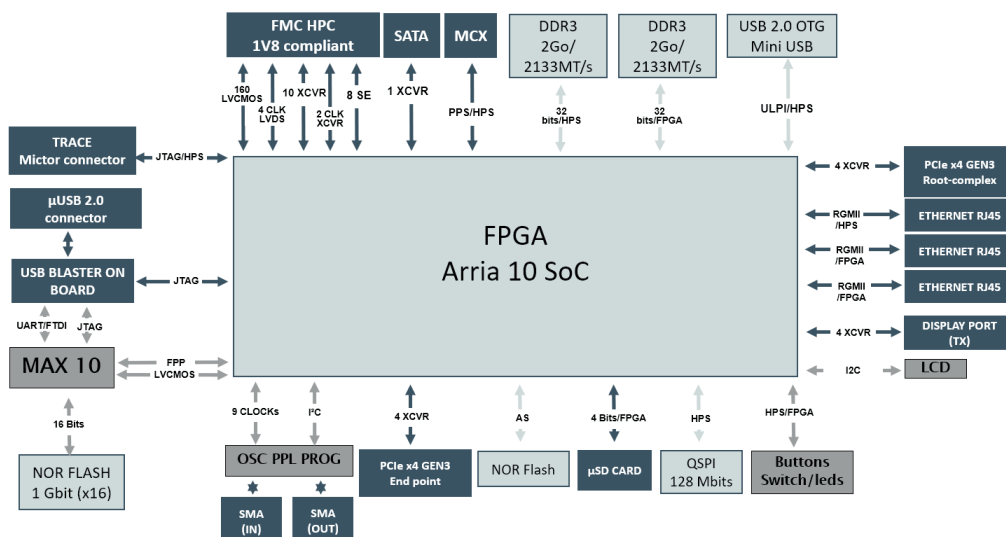 FMC HPC
1V8 compliant
SATA
MCX
DDR3
2Go/
2133MT/s
DDR3
2Go/
2133MT/s
USB 2.0 OTG
Mini USB
160
LVCMOS
4 CLK
LVDS
10 XCVR
2 CLK
XCVR
8 SE
1 XCVR
PPS/HPS
32
bits/HPS
32
bits/FPGA
ULPI/HPS
TRACE
Mictor connector
JTAG/HPS
µUSB 2.0
connector
USB BLASTER ON
BOARD
JTAG
UART/FTDI
JTAG
MAX 10
FPP
LVCMOS
16 Bits
NOR FLASH
1 Gbit (x16)
FPGA
Arria 10 SoC
4 XCVR
PCIe x4 GEN3
Root-complex
RGMII
/HPS
ETHERNET RJ45
RGMII
/FPGA
ETHERNET RJ45
RGMII
/FPGA
ETHERNET RJ45
4 XCVR
DISPLAY PORT
(TX)
I2C
LCD
9 CLOCKs
I²C
4 XCVR
AS
4 Bits/FPGA
HPS
HPS/FPGA
OSC PPL PROG
SMA
(IN)
SMA
(OUT)
PCIe x4 GEN3
End point
NOR Flash
µSD CARD
QSPI
128 Mbits
Buttons
Switch/leds